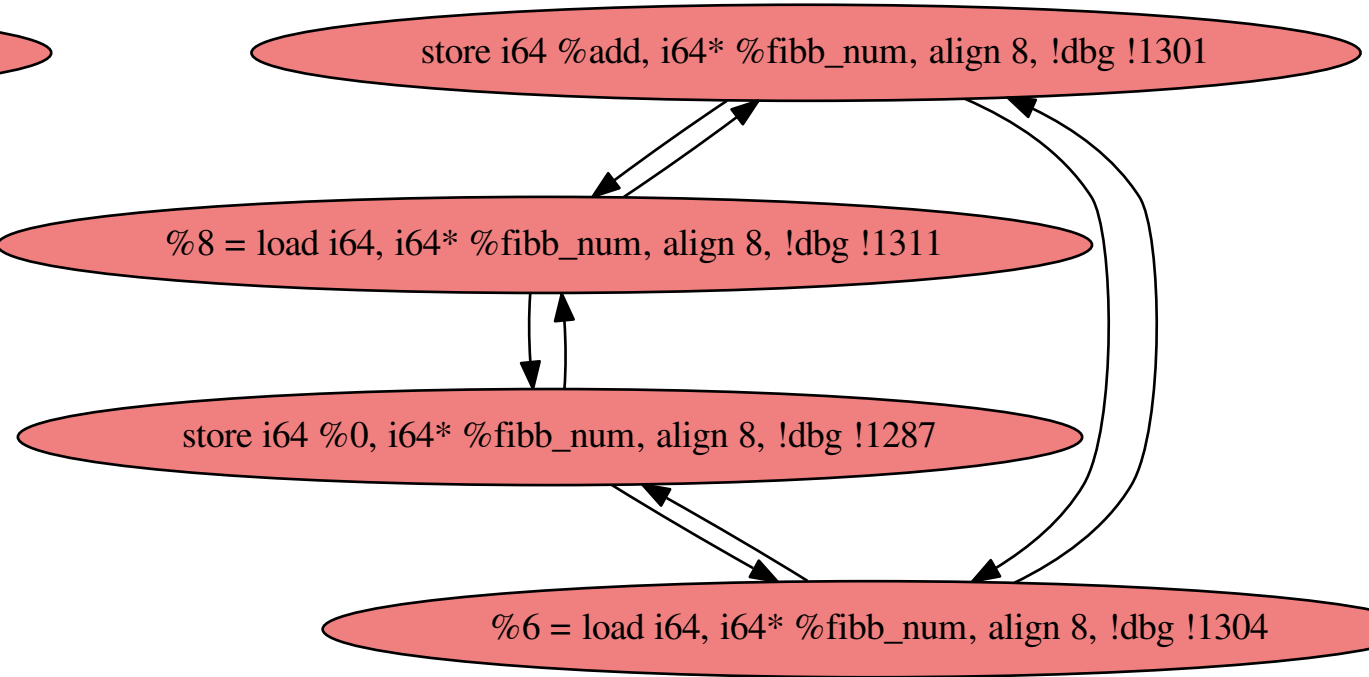 store i64 %add, i64* %fibb_num, align 8, !dbg !1301
%8 = load i64, i64* %fibb_num, align 8, !dbg !1311
store i64 %0, i64* %fibb_num, align 8, !dbg !1287
%6 = load i64, i64* %fibb_num, align 8, !dbg !1304